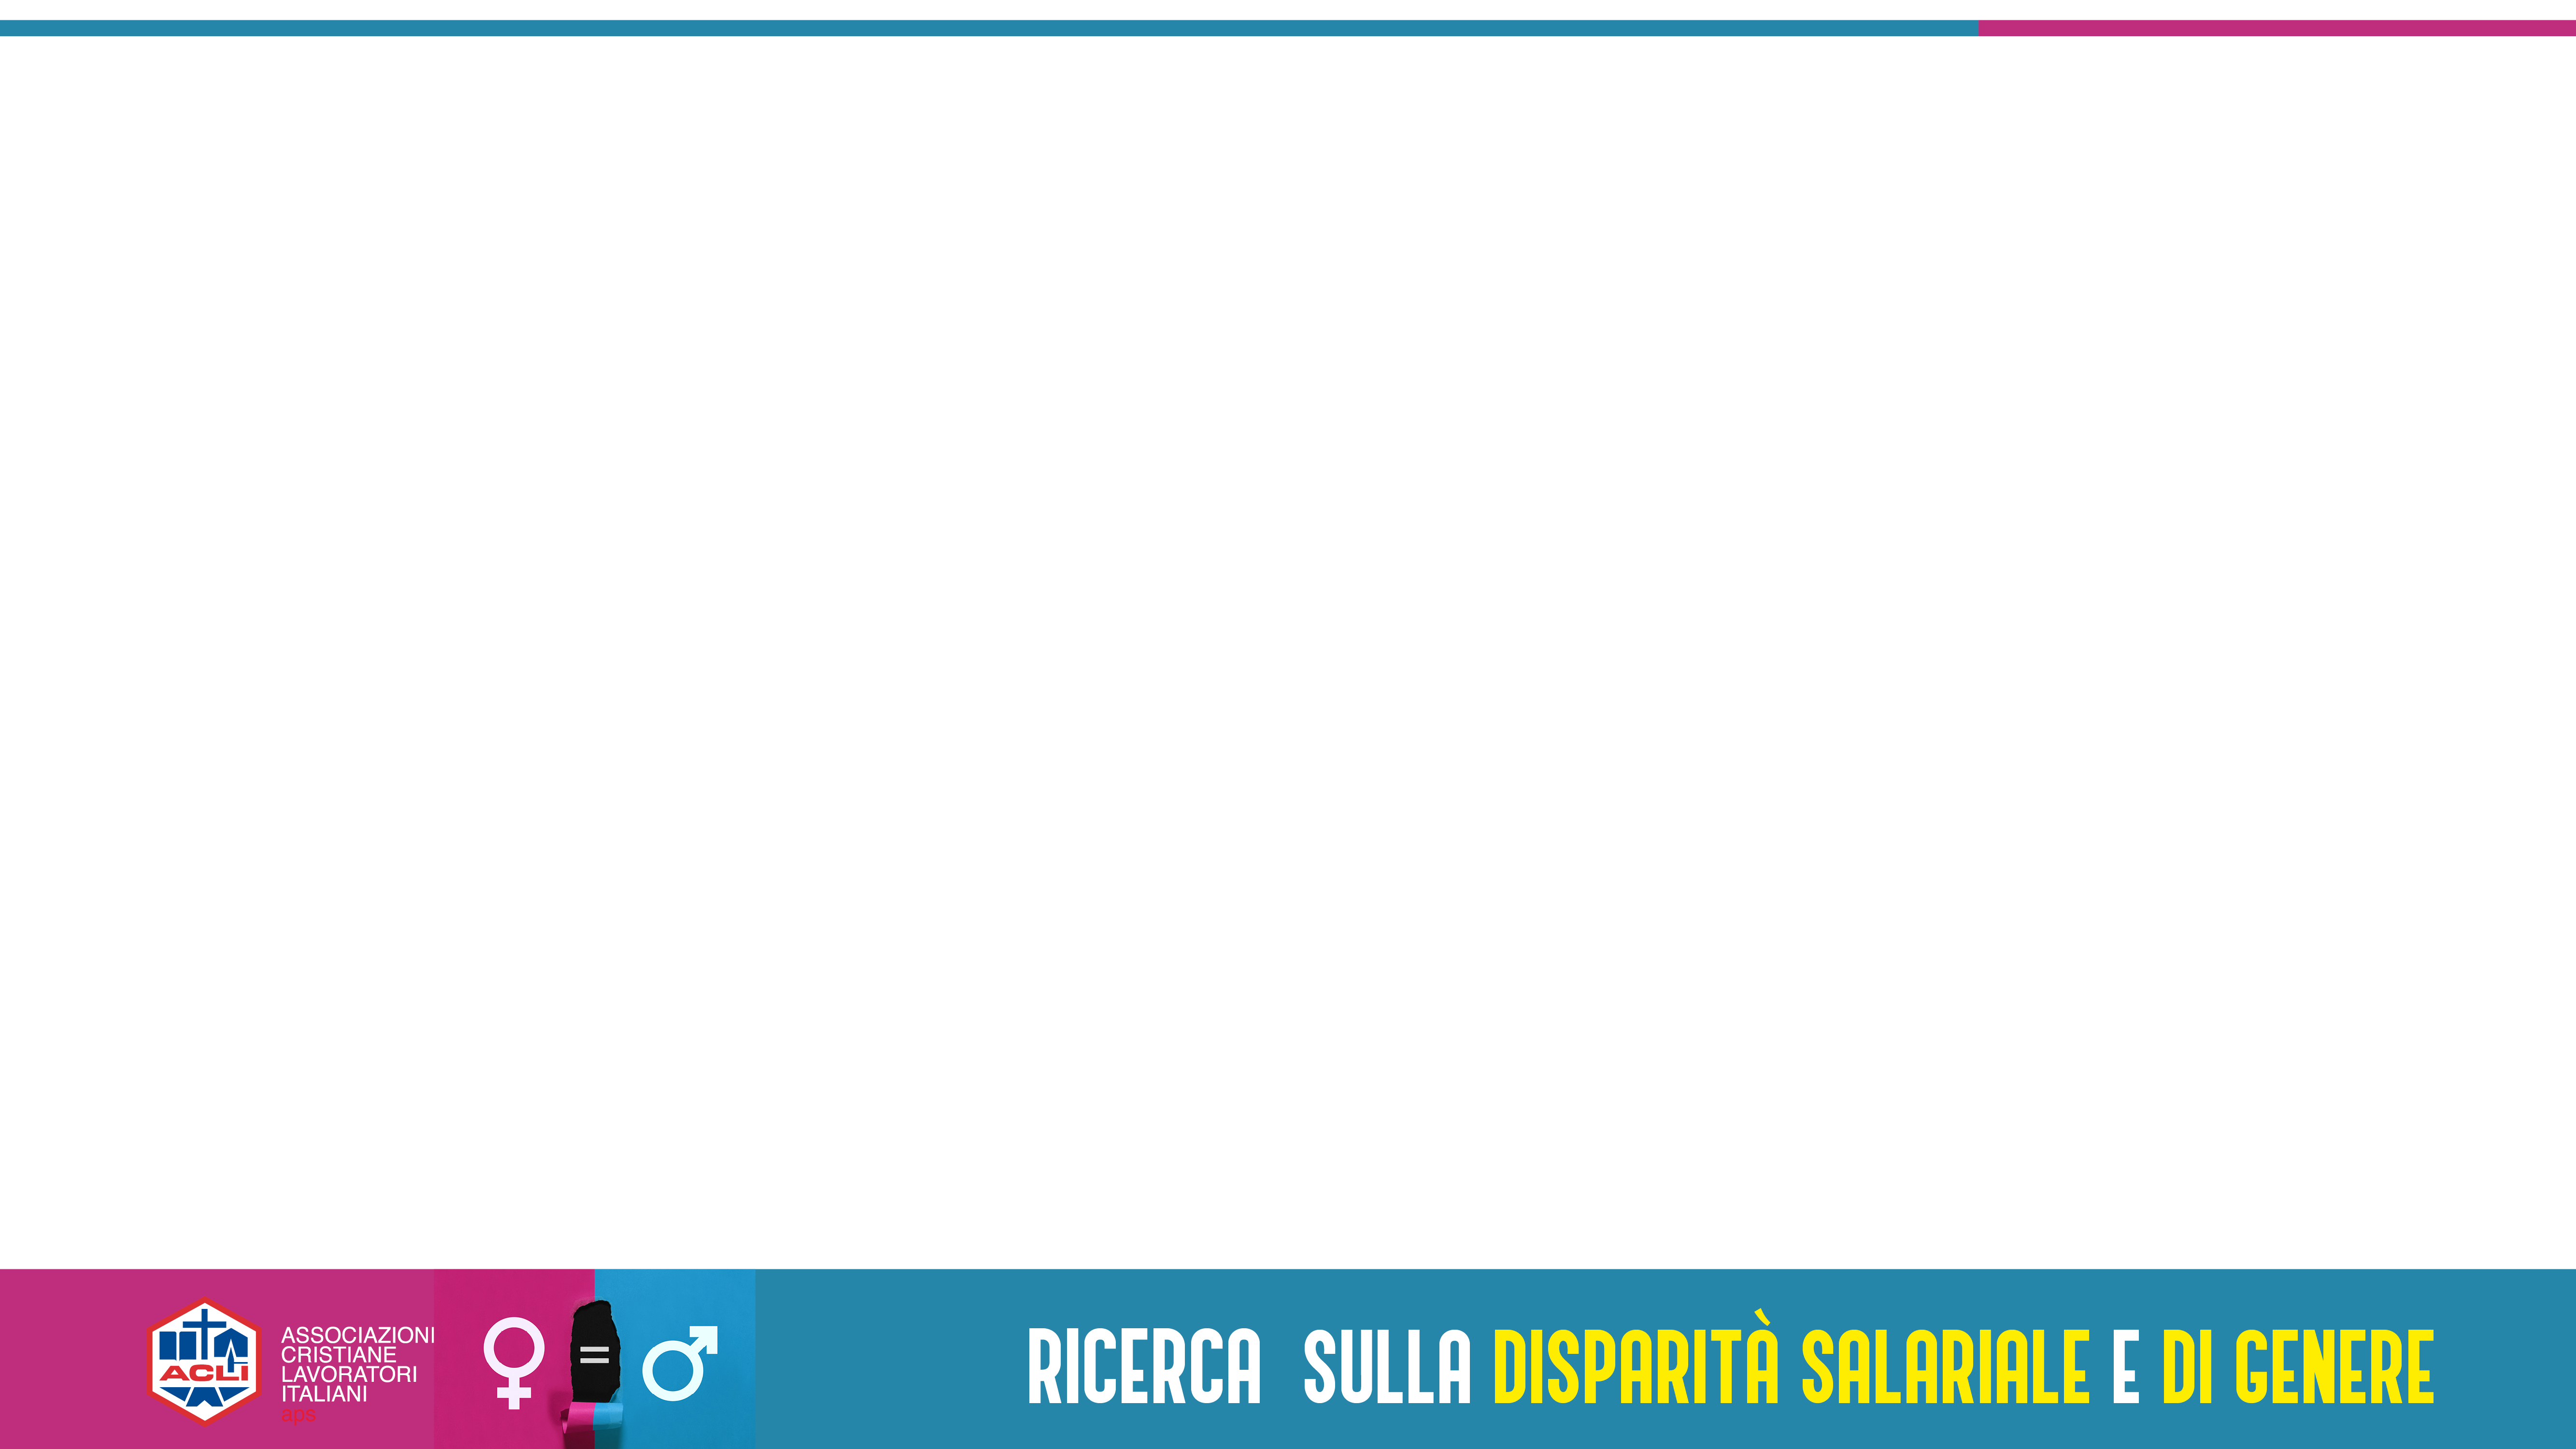 ACLI
ASSOCIAZIONI
CRISTIANE
LAVORATORI
ITALIANI
aps
=
RICERCA SULLA DISPARITÀ SALARIALE E DI GENERE